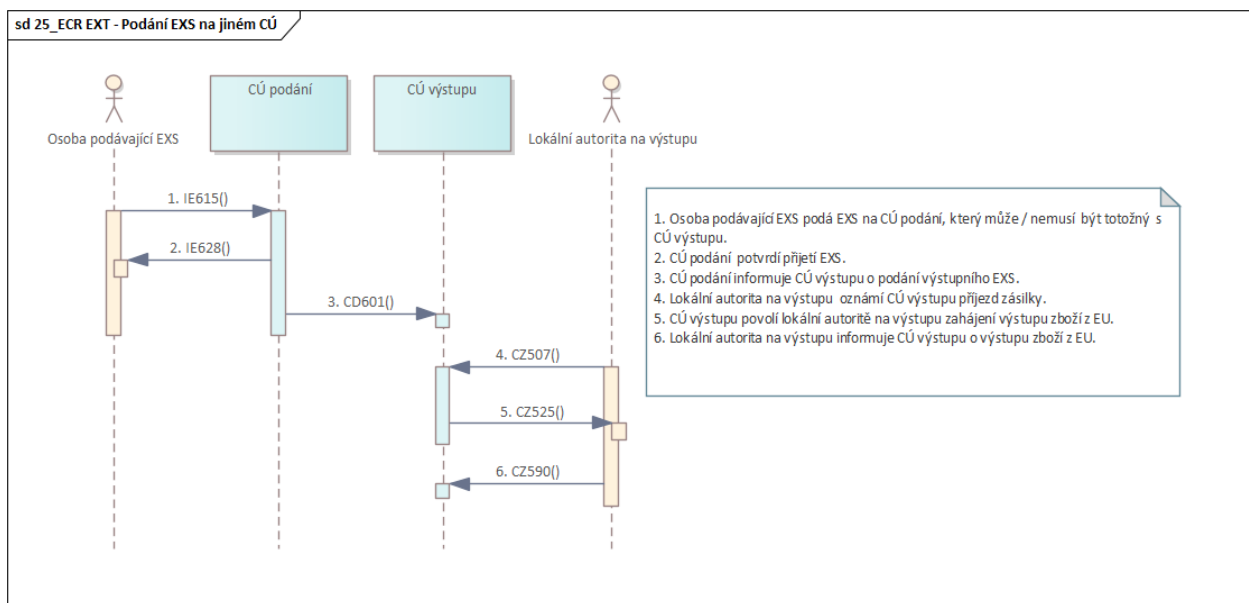 sd 25_ECR EXT - Podání EXS na jiném CÚ
CÚ podání
CÚ výstupu
Osoba podávající EXS
Lokální autorita na výstupu
1. IE615()
2. IE628()
3. CD601()
4. CZ507()
5. CZ525()
6. CZ590()
1. Osoba podávající EXS podá EXS na CÚ podání, který může / nemusí být totožný s
CÚ výstupu.
2. CÚ podání potvrdí přijetí EXS.
3. CÚ podání informuje CÚ výstupu o podání výstupního EXS.
4. Lokální autorita na výstupu oznámí CÚ výstupu příjezd zásilky.
5. CÚ výstupu povolí lokální autoritě na výstupu zahájení výstupu zboží z EU.
6. Lokální autorita na výstupu informuje CÚ výstupu o výstupu zboží z EU.